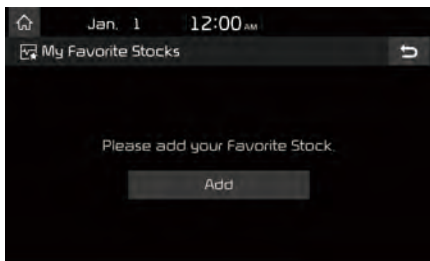 Jan. 1 12:00 AM
My Favorite Stocks
Please add your Favorite Stock.
Add